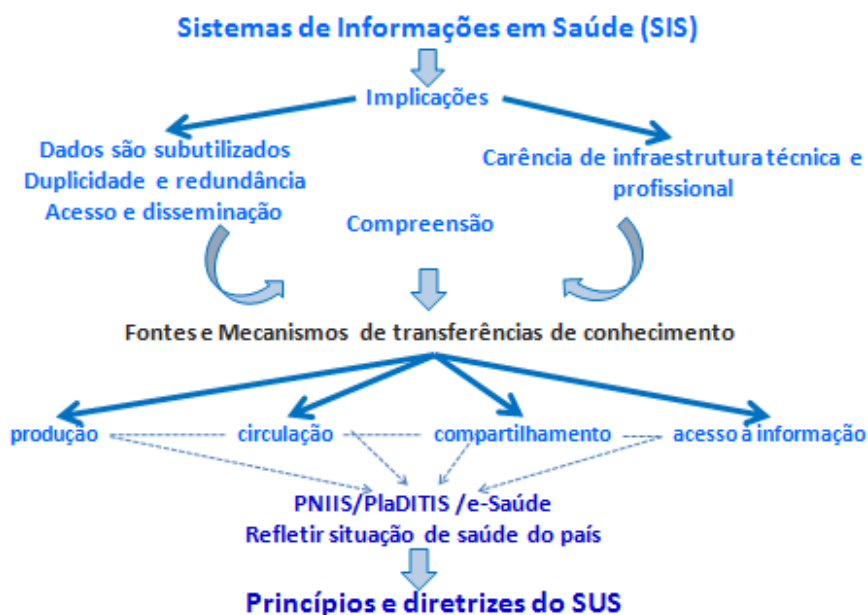 Sistemas de Informações em Saúde (SIS)
Implicações
Dados são subutilizados
Duplicidade e redundância
Acesso e disseminação
Carência de infraestrutura técnica e
profissional
Compreensão
Fontes e Mecanismos de transferências de conhecimento
produção
circulação
compartilhamento
acesso a informação
PNIIS/PlaDITIS /e-Saúde
Refletir situação de saúde do país
Princípios e diretrizes do SUS